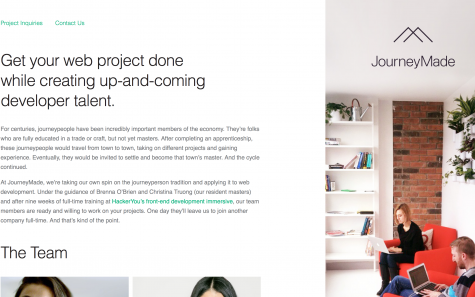 Project Inquiries Contact Us
JourneyMade
Get your web project done
while creating up-and-coming
developer talent.
For centuries, journeypeople have been incredibly important members of the economy. They're folks
who are fully educated in a trade or craft, but not yet masters. After completing an apprenticeship,
these journeypeople would travel from town to town, taking on different projects and gaining
experience. Eventually, they would be invited to settle and become that town's master. And the cycle
continued.
At JourneyMade, we're taking our own spin on the journeyperson tradition and applying it to web
development. Under the guidance of Brenna O'Brien and Christina Truong (our resident masters)
and after nine weeks of full-time training at HackerYou's front-end development immersive, our team
members are ready and willing to work on your projects. One day they'll leave us to join another
company full-time. And that's kind of the point.
The Team